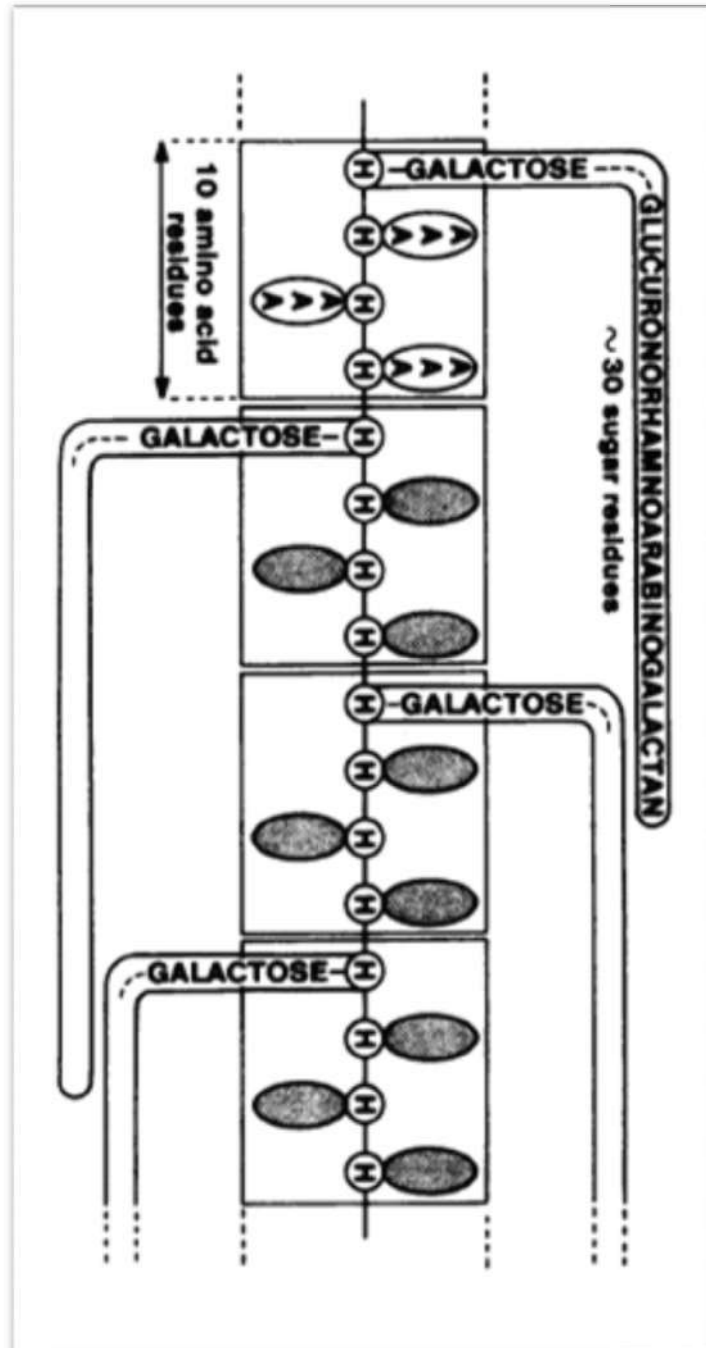 H -GALACTOSE
GLUCURONORHAMNOARABINOGALACTAN
~30 sugar residues
10 amino acid
residues
H A A A
A A A H
H A A A
GALACTOSE- H
H
H
H
H -GALACTOSE
H
H
H
GALACTOSE- H
H
H
H